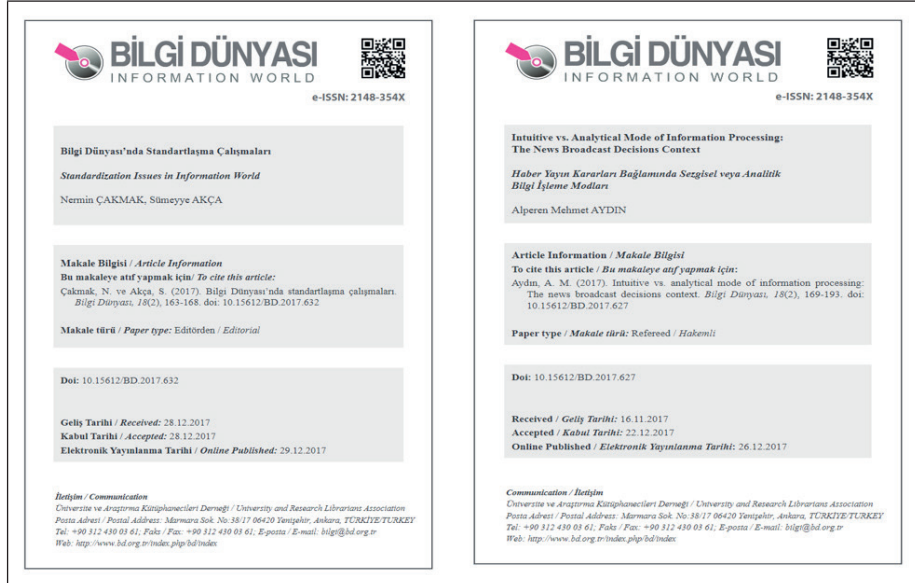 BİLGİ DÜNYASI
INFORMATION WORLD
e-ISSN: 2148-354X
Bilgi Dünyası'nda Standartlaşma Çalışmaları
Standardization Issues in Information World
Nermin ÇAKMAK, Sümeyye AKÇA
Makale Bilgisi / Article Information
Bu makaleye atıf yapmak için/ To cite this article:
Çakmak, N. ve Akça, S. (2017). Bilgi Dünyası'nda standartlaşma çalışmaları.
Bilgi Dünyası, 18(2), 163-168. doi: 10.15612/BD.2017.632
Makale türü / Paper type: Editörden / Editorial
Doi: 10.15612/BD.2017.632
Geliş Tarihi / Received: 28.12.2017
Kabul Tarihi / Accepted: 28.12.2017
Elektronik Yayınlanma Tarihi / Online Published: 29.12.2017
İletişim / Communication
Üniversite ve Araştırma Kütüphanecileri Derneği / University and Research Librarians Association
Posta Adresi / Postal Address: Marmara Sok. No:38/17 06420 Yenişehir, Ankara, TÜRKİYE/TURKEY
Tel: +90 312 430 03 61; Faks / Fax: +90 312 430 03 61; E-posta / E-mail: bilgi@bd.org.tr
Web: http://www.bd.org.tr/index.php/bd/index
BİLGİ DÜNYASI
INFORMATION WORLD
e-ISSN: 2148-354X
Intuitive vs. Analytical Mode of Information Processing:
The News Broadcast Decisions Context
Haber Yayın Kararları Bağlamında Sezgisel veya Analitik
Bilgi İşleme Modları
Alperen Mehmet AYDIN
Article Information / Makale Bilgisi
To cite this article / Bu makaleye atıf yapmak için:
Aydın, A. M. (2017). Intuitive vs. analytical mode of information processing:
The news broadcast decisions context. Bilgi Dünyası, 18(2), 169-193. doi:
10.15612/BD.2017.627
Paper type / Makale türü: Refereed / Hakemli
Doi: 10.15612/BD.2017.627
Received / Geliş Tarihi: 16.11.2017
Accepted / Kabul Tarihi: 22.12.2017
Online Published / Elektronik Yayınlanma Tarihi: 26.12.2017
Communication / İletişim
Üniversite ve Araştırma Kütüphanecileri Derneği / University and Research Librarians Association
Posta Adresi / Postal Address: Marmara Sok. No:38/17 06420 Yenişehir, Ankara, TÜRKİYE/TURKEY
Tel: +90 312 430 03 61; Faks / Fax: +90 312 430 03 61; E-posta / E-mail: bilgi@bd.org.tr
Web: http://www.bd.org.tr/index.php/bd/index